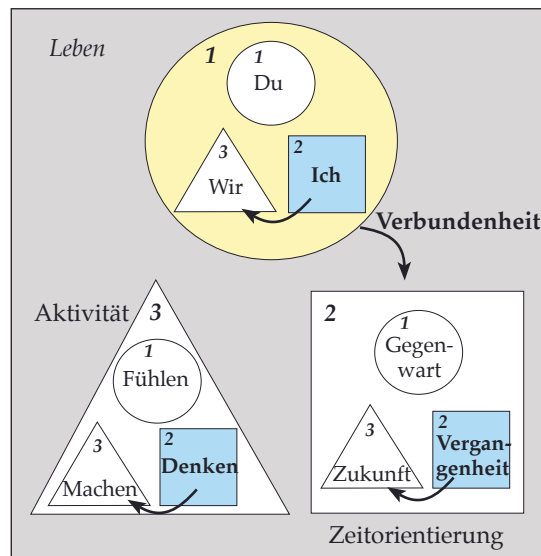 Leben
1
1
Du
3
Wir
2
Ich
Verbundenheit
Aktivität
3
1
Fühlen
3
Machen
2
Denken
2
1
Gegen-
wart
3
Zukunft
2
Vergan-
genheit
Zeitorientierung